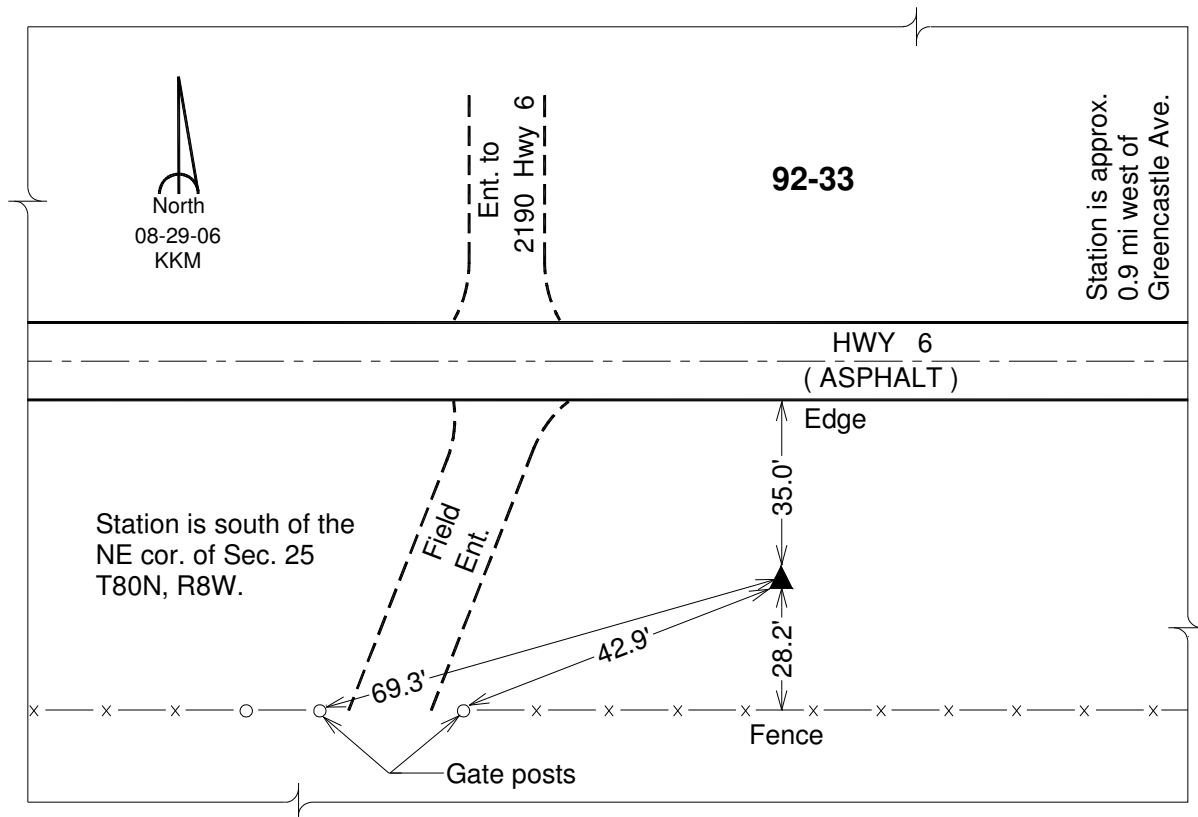 North
08-29-06
KKM
Ent. to
2190 Hwy 6
92-33
Station is approx.
0.9 mi west of
Greencastle Ave.
HWY 6
( ASPHALT )
Edge
35.0'
Station is south of the
NE cor. of Sec. 25
T80N, R8W.
Field
Ent.
69.3'
42.9'
28.2'
x x x x x x x x x x x x x
Fence
Gate posts